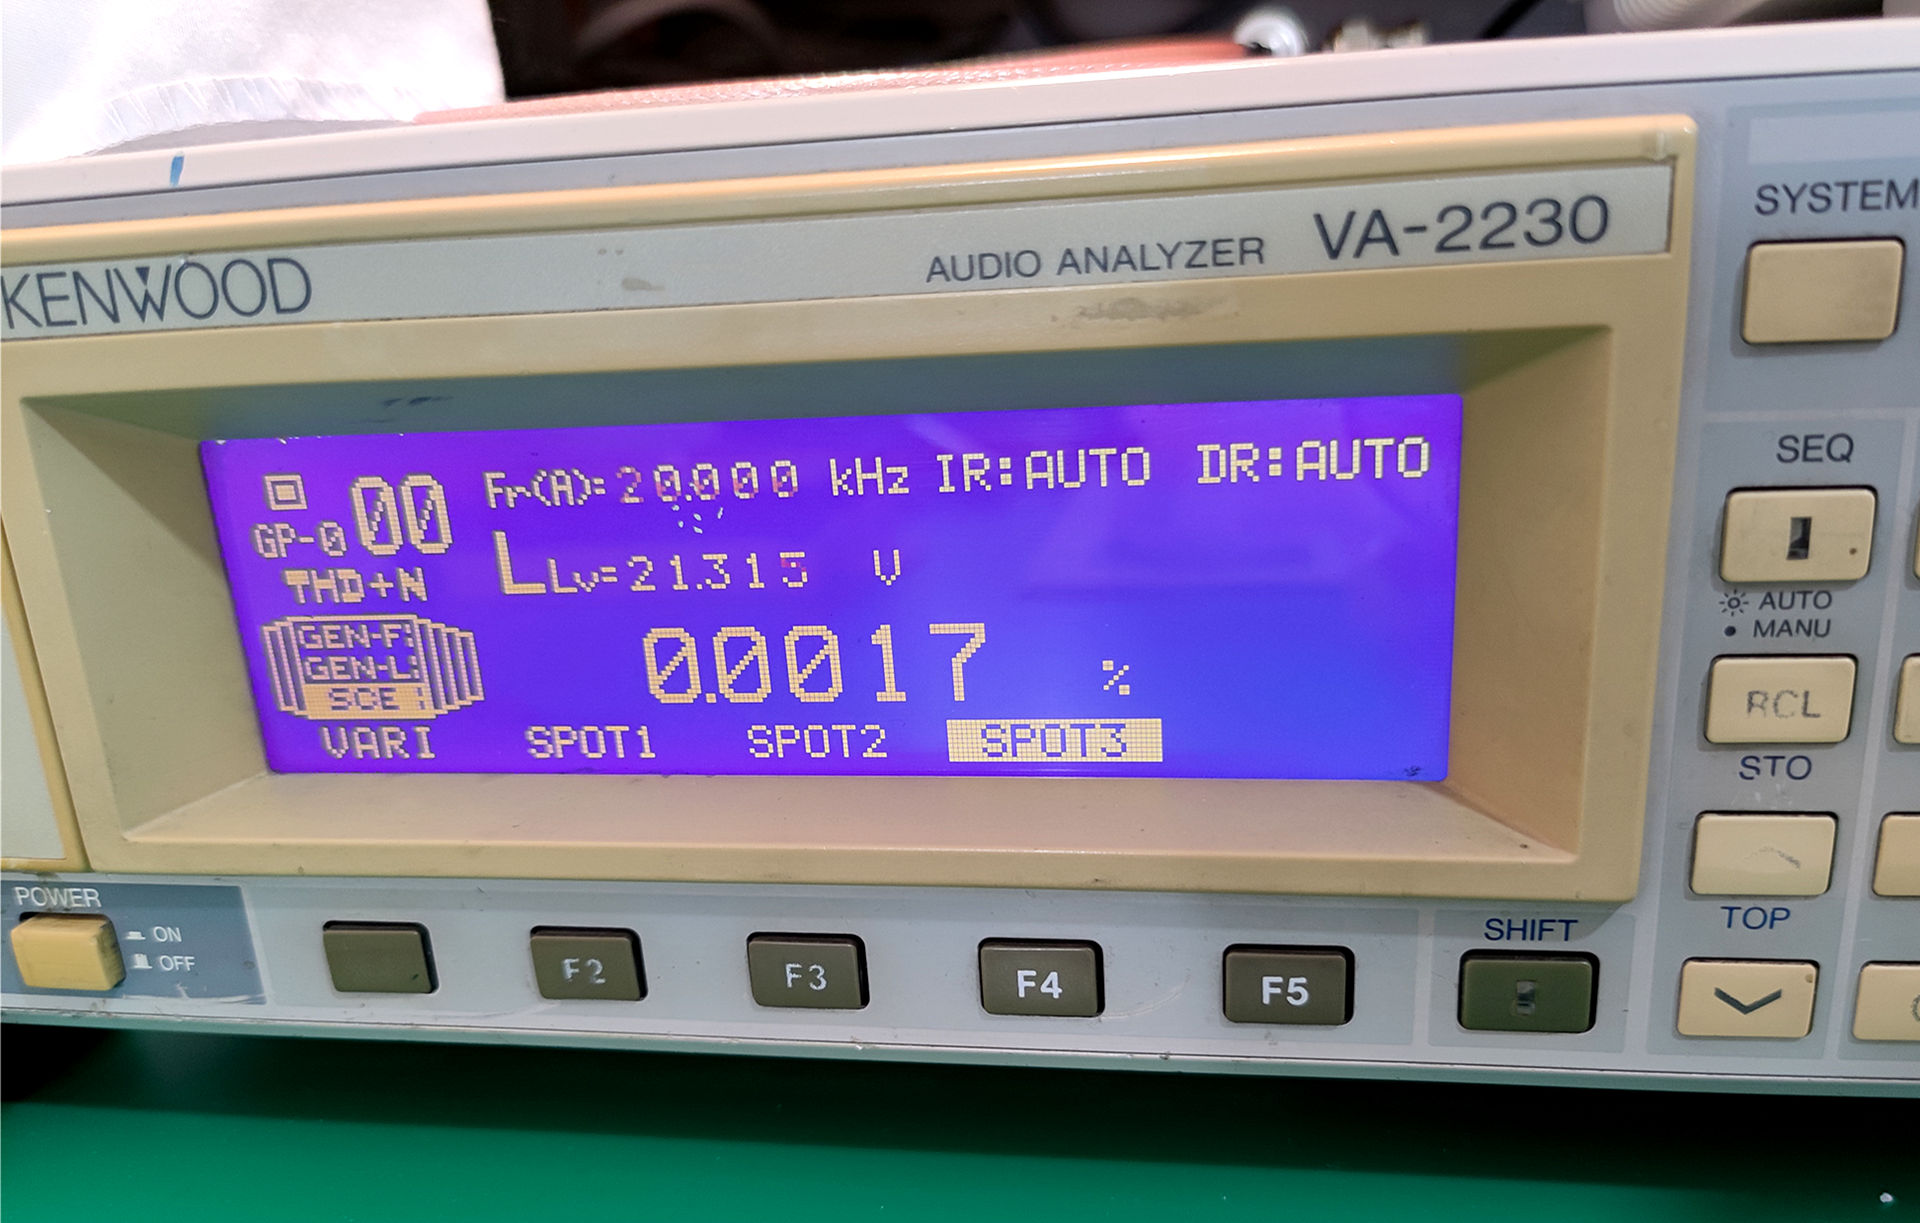 KENWOOD
AUDIO ANALYZER VA-2230
SYSTEM
00 Fr(A)=20.000 kHz IR:AUTO DR:AUTO
GP-0
L Lv=21.315 V
THD+N
GEN-F:
GEN-L:
SCE :
0.0017 %
VARI SPOT1 SPOT2 SPOT3
SEQ
AUTO
MANU
RCL
STO
TOP
POWER
ON
OFF
F2 F3 F4 F5
SHIFT